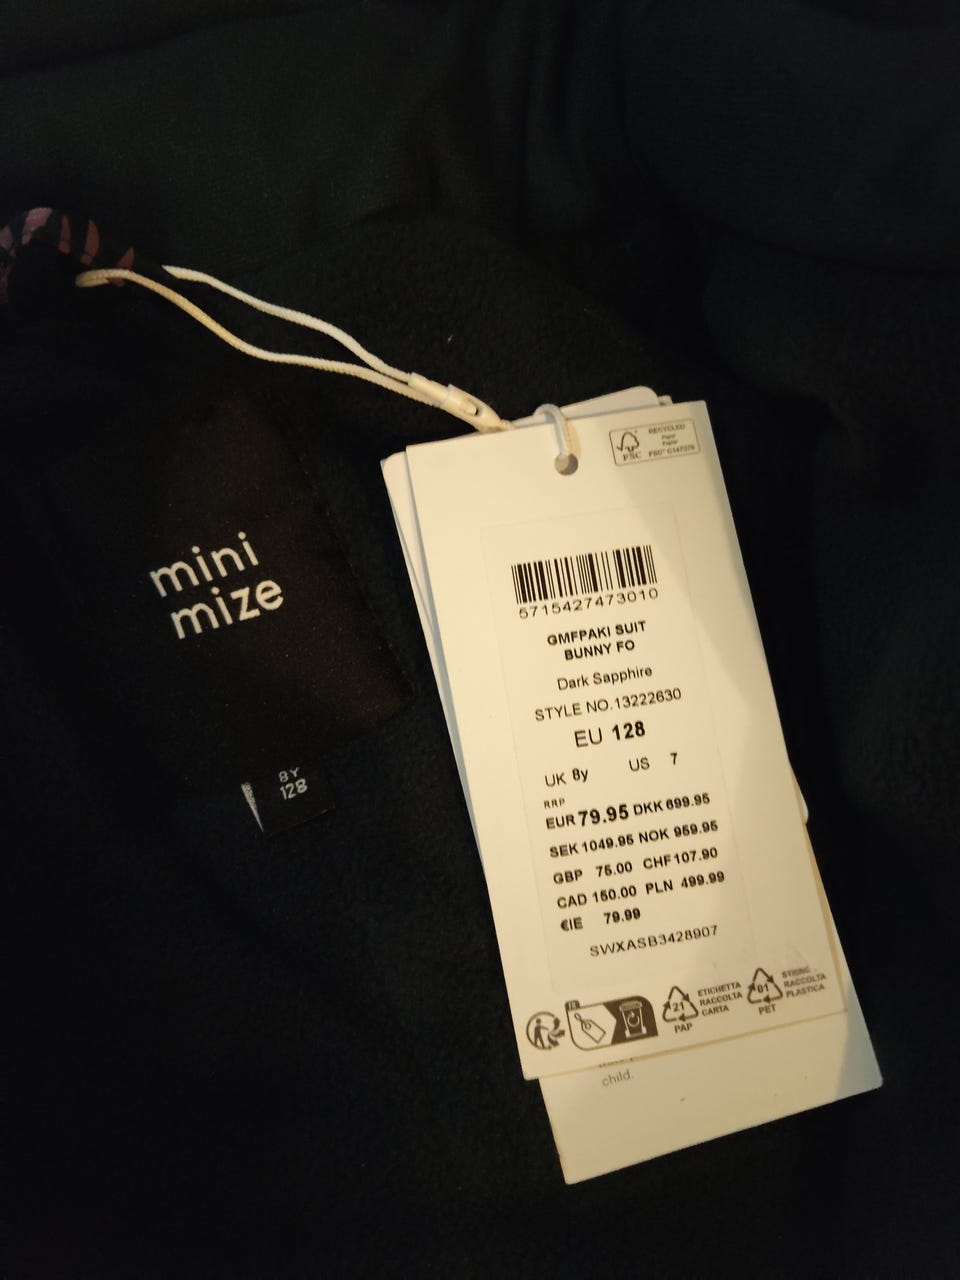 mini
mize
8Y
128
FSC
RECYCLED
Paper
Papier
5715427473010
GMFPAKI SUIT
BUNNY FO
Dark Sapphire
STYLE NO.13222630
EU 128
UK 8y US 7
RRP
EUR 79.95 DKK 699.95
SEK 1049.95 NOK 959.95
GBP 75.00 CHF 107.90
CAD 150.00 PLN 499.99
€IE 79.99
SWXASB3428907
21
PAP
ETICHETTA
RACCOLTA
CARTA
01
PET
STRING
RACCOLTA
PLASTICA
child.